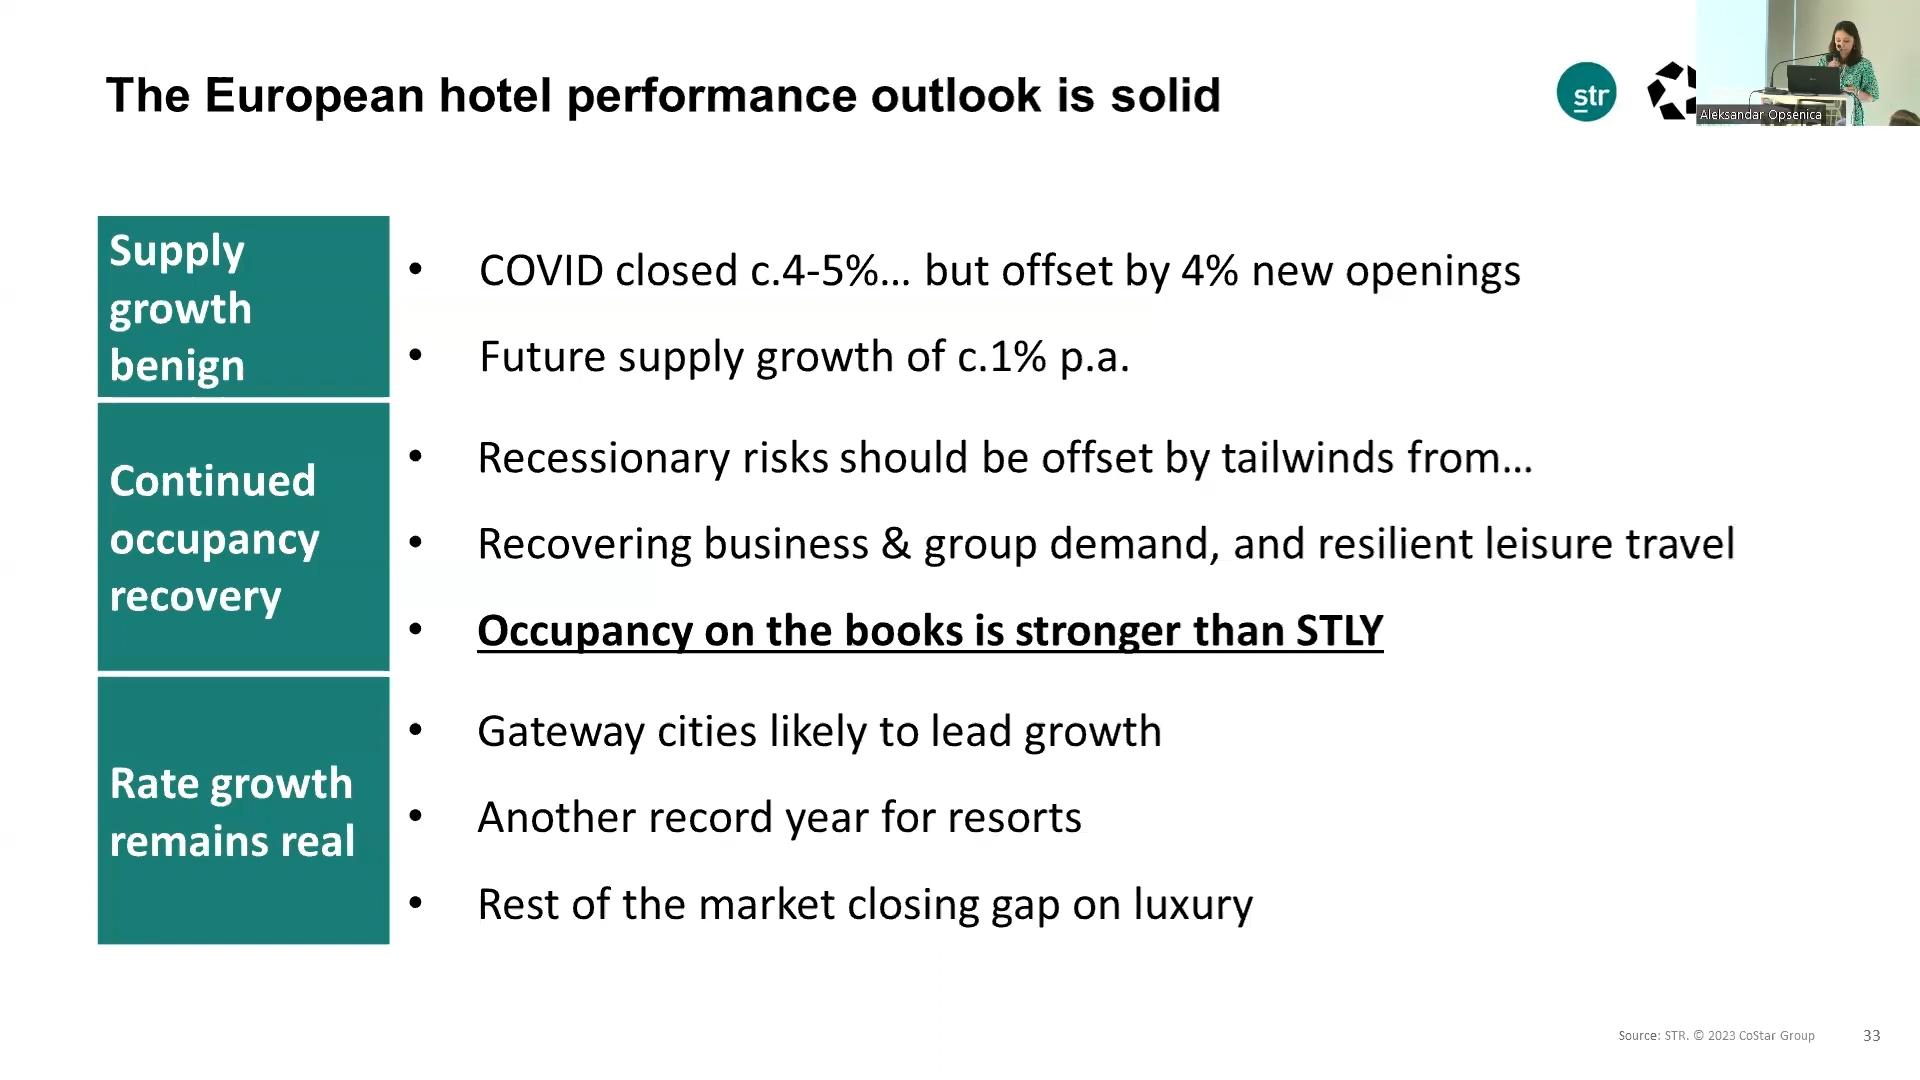 The European hotel performance outlook is solid
str
Aleksandar Opsenica
Supply
growth
benign
• COVID closed c.4-5%... but offset by 4% new openings
• Future supply growth of c.1% p.a.
Continued
occupancy
recovery
• Recessionary risks should be offset by tailwinds from...
• Recovering business & group demand, and resilient leisure travel
• Occupancy on the books is stronger than STLY
Rate growth
remains real
• Gateway cities likely to lead growth
• Another record year for resorts
• Rest of the market closing gap on luxury
Source: STR. © 2023 CoStar Group
33